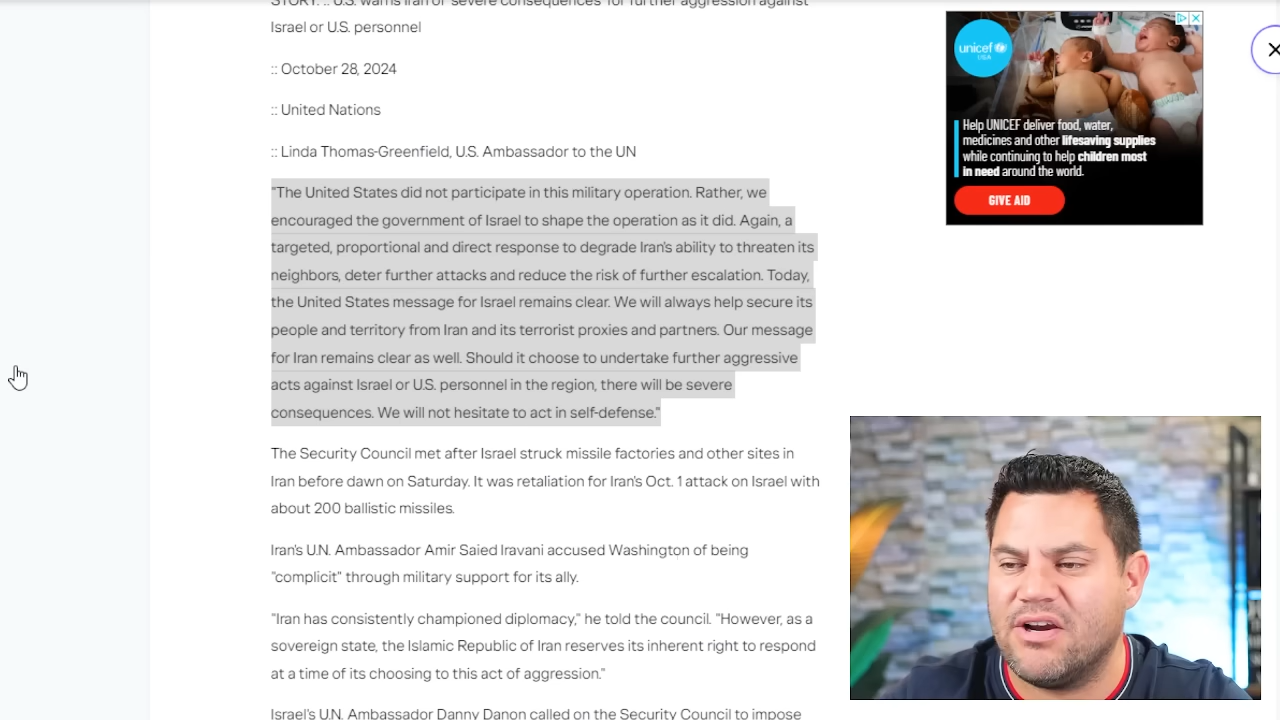 STORY: :: U.S. warns Iran of 'severe consequences' for further aggression against
Israel or U.S. personnel
:: October 28, 2024
:: United Nations
:: Linda Thomas-Greenfield, U.S. Ambassador to the UN
"The United States did not participate in this military operation. Rather, we
encouraged the government of Israel to shape the operation as it did. Again, a
targeted, proportional and direct response to degrade Iran's ability to threaten its
neighbors, deter further attacks and reduce the risk of further escalation. Today,
the United States message for Israel remains clear. We will always help secure its
people and territory from Iran and its terrorist proxies and partners. Our message
for Iran remains clear as well. Should it choose to undertake further aggressive
acts against Israel or U.S. personnel in the region, there will be severe
consequences. We will not hesitate to act in self-defense."
The Security Council met after Israel struck missile factories and other sites in
Iran before dawn on Saturday. It was retaliation for Iran's Oct. 1 attack on Israel with
about 200 ballistic missiles.
Iran's U.N. Ambassador Amir Saied Iravani accused Washington of being
"complicit" through military support for its ally.
"Iran has consistently championed diplomacy," he told the council. "However, as a
sovereign state, the Islamic Republic of Iran reserves its inherent right to respond
at a time of its choosing to this act of aggression."
Israel's U.N. Ambassador Danny Danon called on the Security Council to impose
unicef
USA
Help UNICEF deliver food, water,
medicines and other lifesaving supplies
while continuing to help children most
in need around the world.
GIVE AID